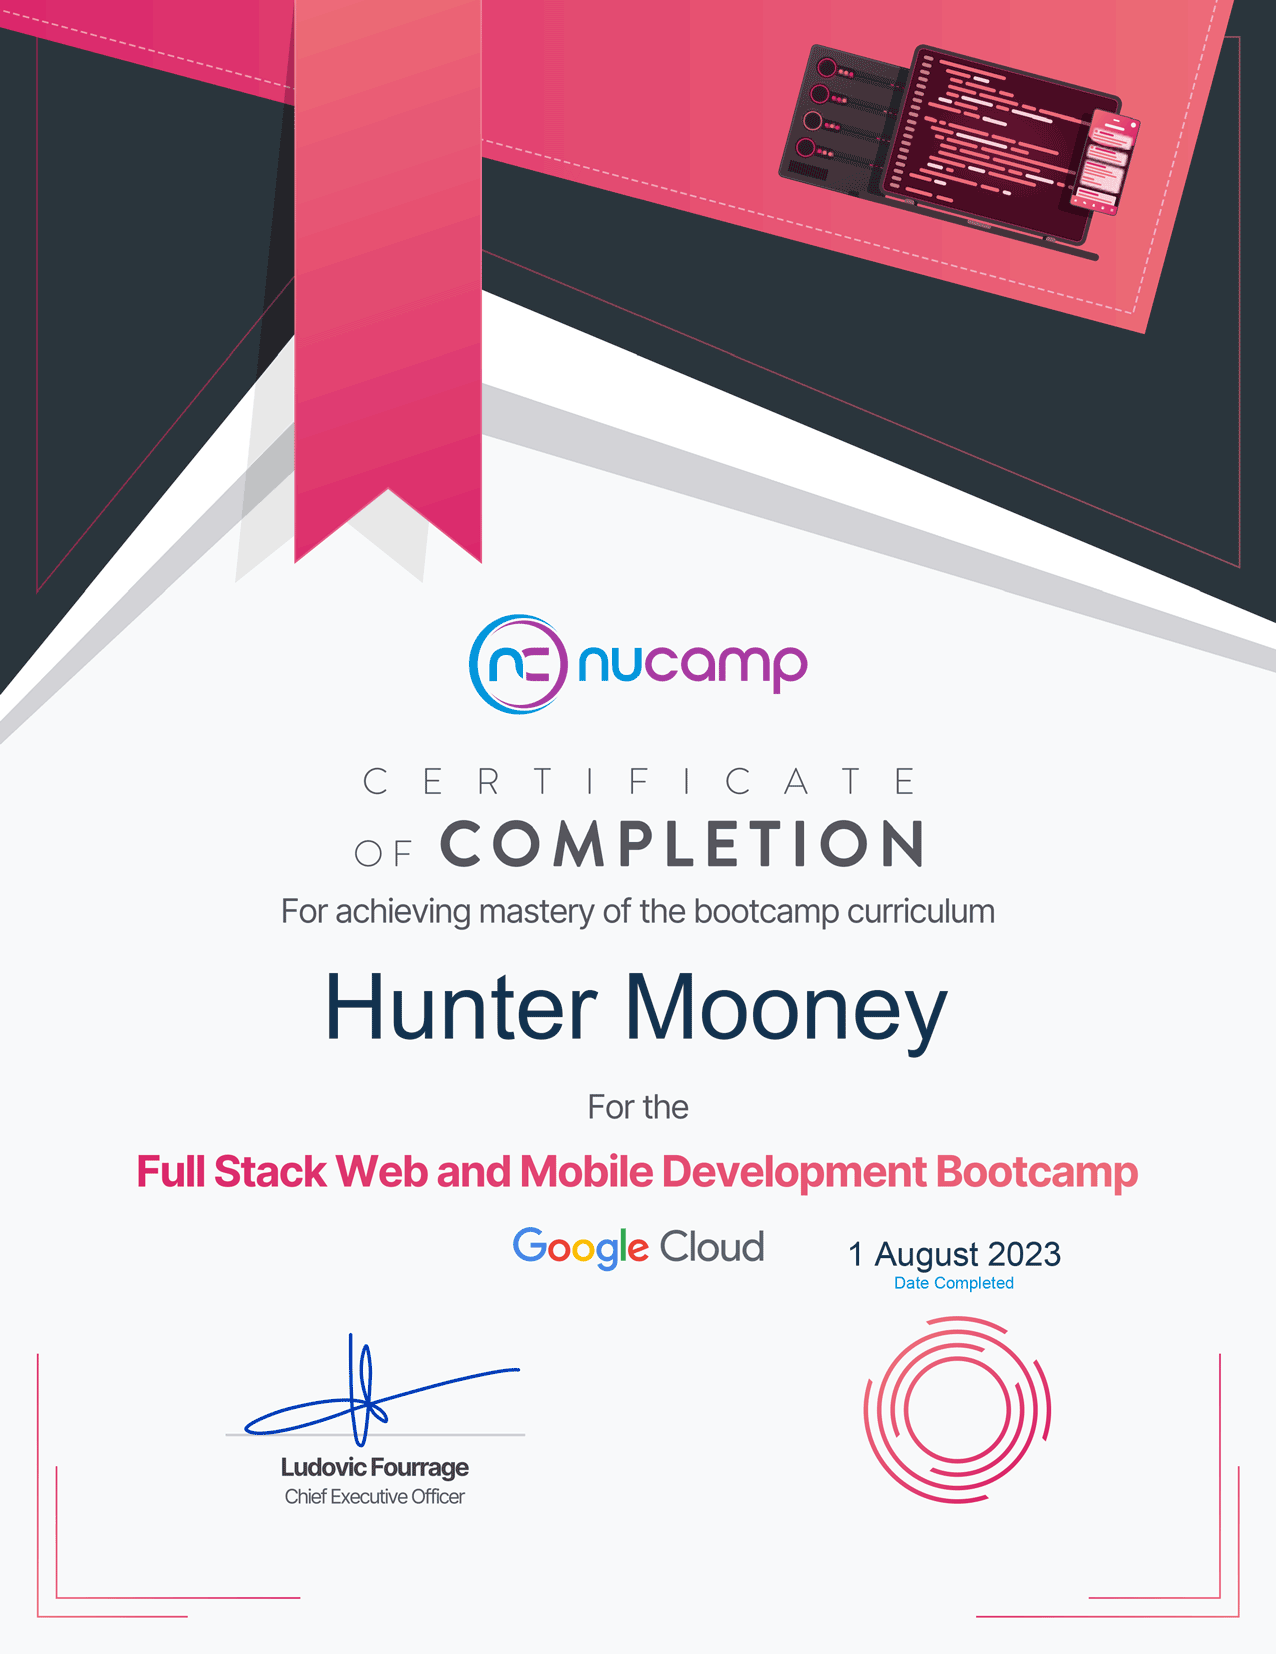 nc nucamp
CERTIFICATE
OF COMPLETION
For achieving mastery of the bootcamp curriculum
Hunter Mooney
For the
Full Stack Web and Mobile Development Bootcamp
Google Cloud
1 August 2023
Date Completed
Ludovic Fourrage
Chief Executive Officer